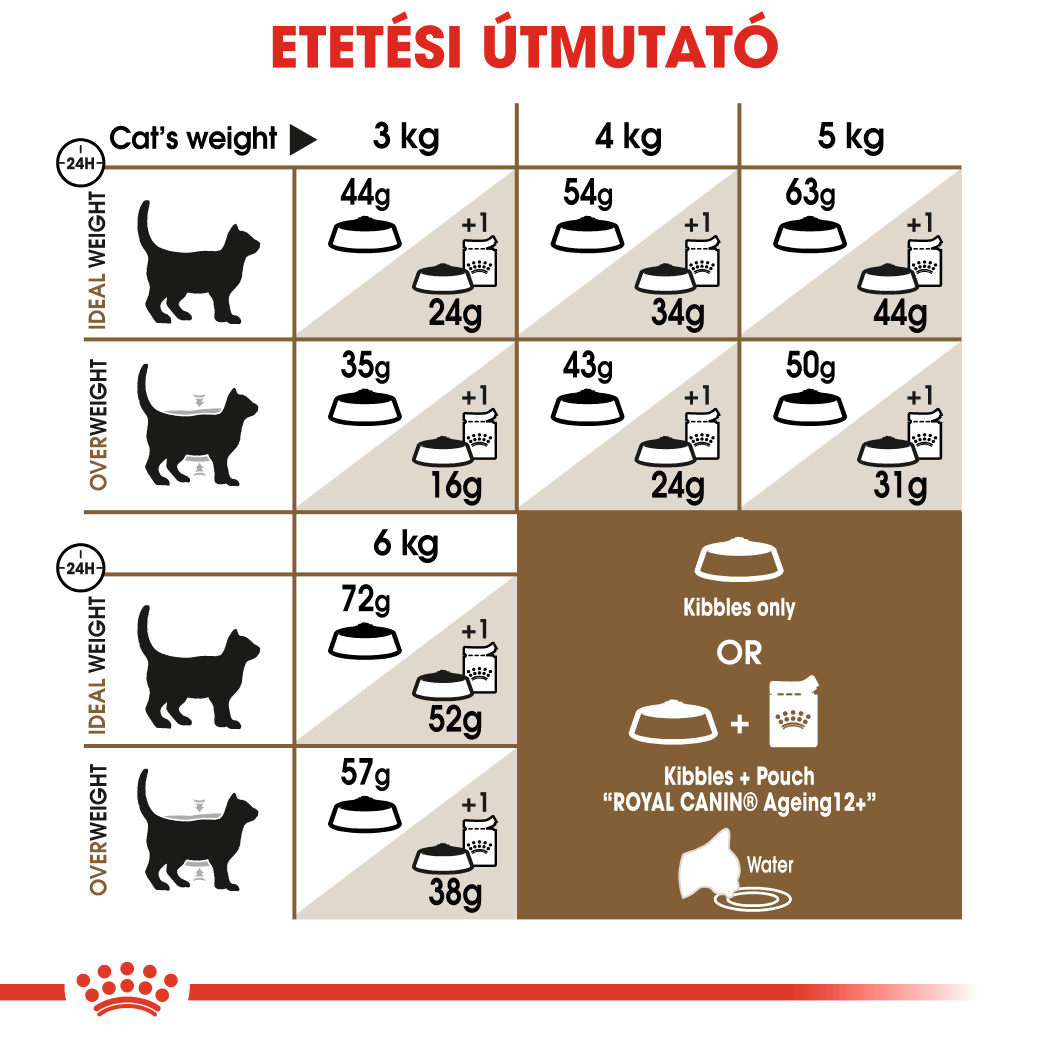 ETETÉSI ÚTMUTATÓ
Cat's weight 3 kg 4 kg 5 kg
24H
IDEAL WEIGHT
44g 54g 63g
+1 +1 +1
24g 34g 44g
OVERWEIGHT
35g 43g 50g
+1 +1 +1
16g 24g 31g
6 kg
24H
IDEAL WEIGHT
72g
+1
52g
OVERWEIGHT
57g
+1
38g
Kibbles only
OR
+
Kibbles + Pouch
“ROYAL CANIN® Ageing12+”
Water